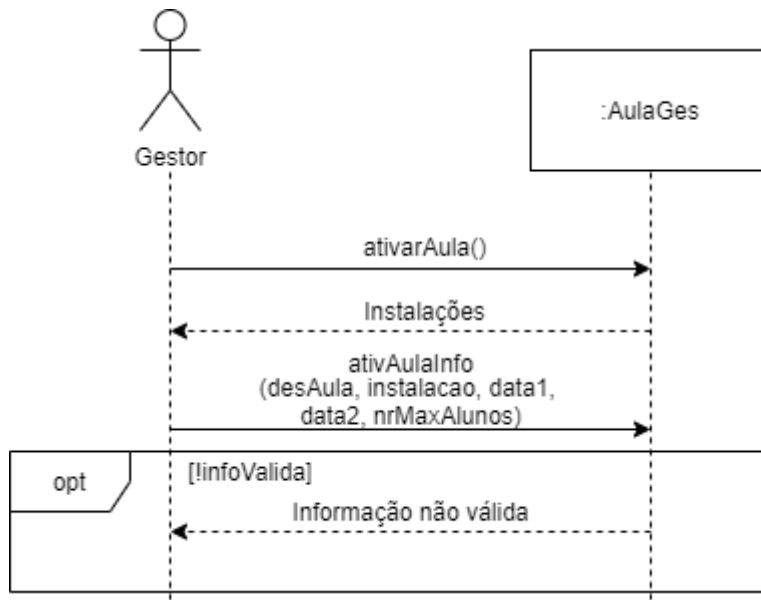 :AulaGes
Gestor
ativarAula()
Instalações
ativAulaInfo
(desAula, instalacao, data1,
data2, nrMaxAlunos)
opt
[!infoValida]
Informação não válida